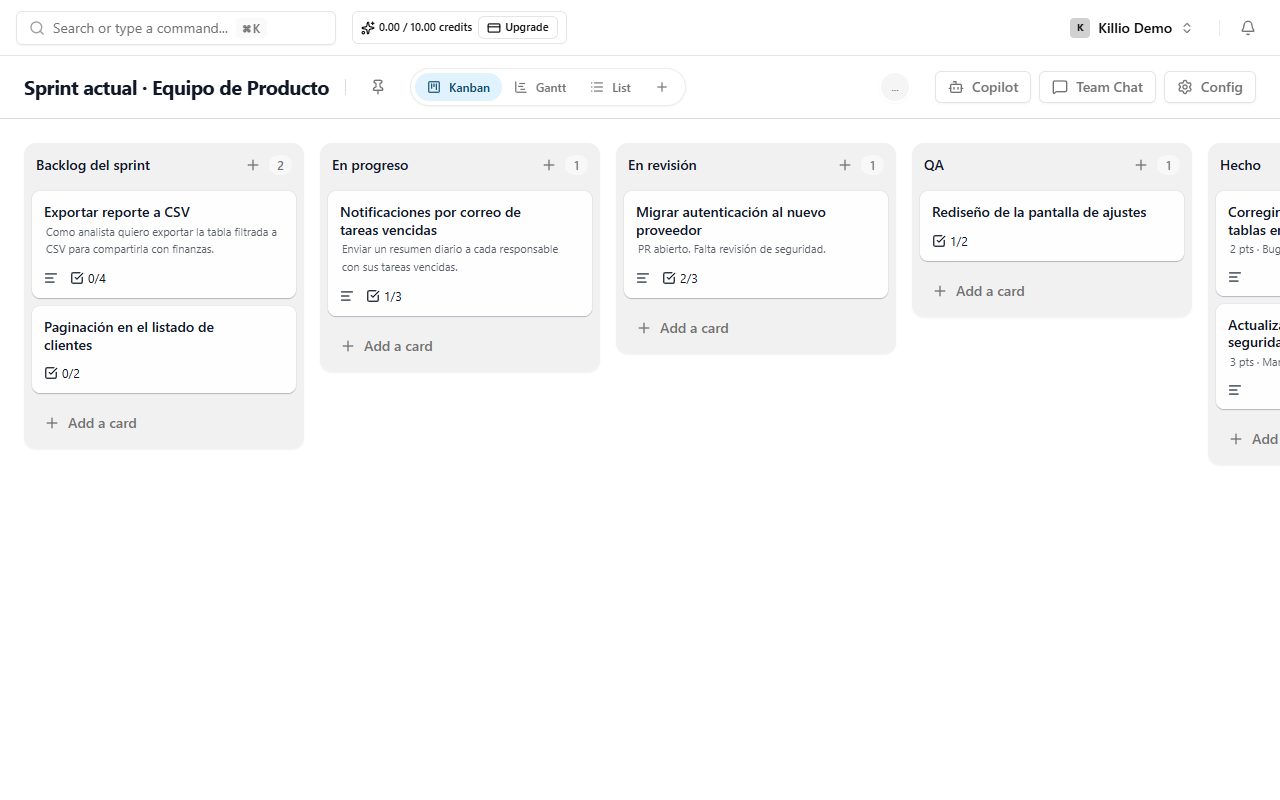 Search or type a command... ⌘K
0.00 / 10.00 credits
Upgrade
K
Killio Demo
Sprint actual · Equipo de Producto
Kanban
Gantt
List
...
Copilot
Team Chat
Config
Backlog del sprint
2
Exportar reporte a CSV
Como analista quiero exportar la tabla filtrada a
CSV para compartirla con finanzas.
0/4
Paginación en el listado de
clientes
0/2
Add a card
En progreso
1
Notificaciones por correo de
tareas vencidas
Enviar un resumen diario a cada responsable
con sus tareas vencidas.
1/3
Add a card
En revisión
1
Migrar autenticación al nuevo
proveedor
PR abierto. Falta revisión de seguridad.
2/3
Add a card
QA
1
Rediseño de la pantalla de ajustes
1/2
Add a card
Hecho
tablas
2 pts ·
3 pts ·
Add